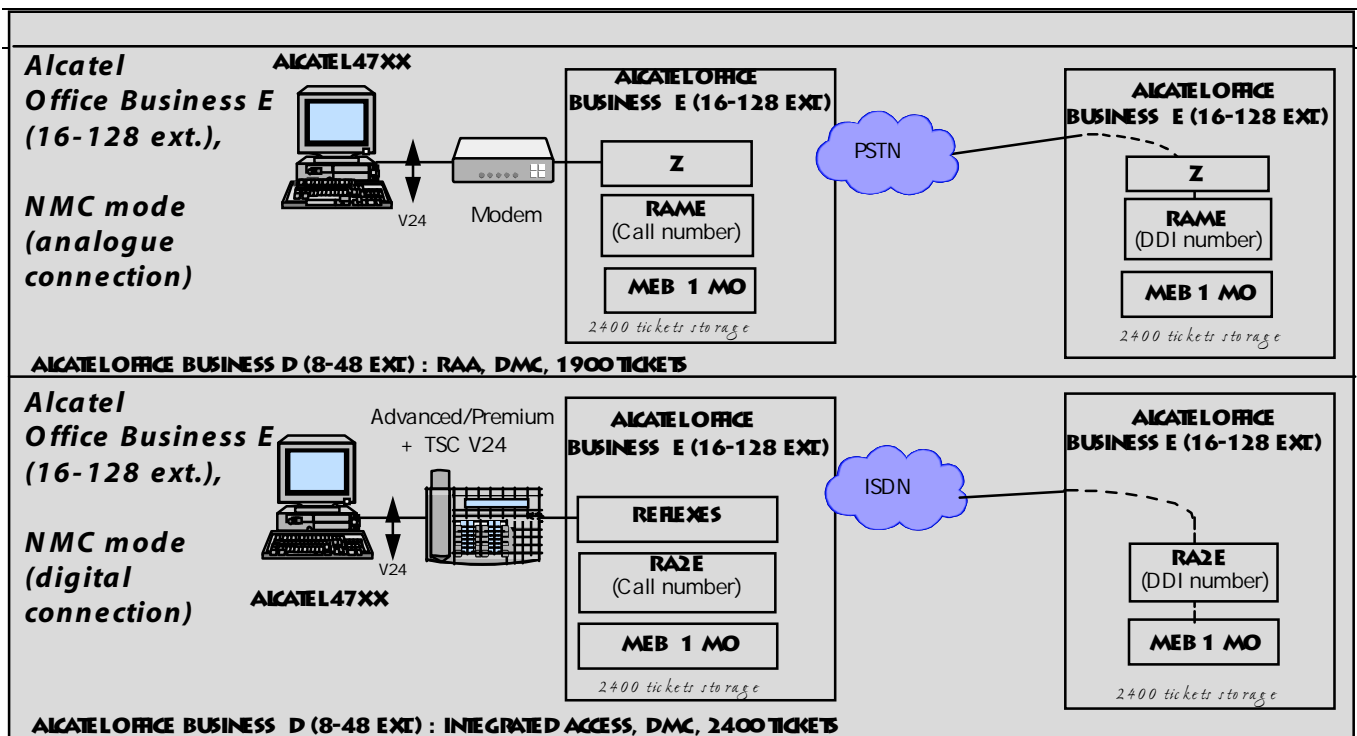 Alcatel
Office Business E
(16-128 ext.),
NMC mode
(analogue
connection)
ALCATEL 47XX
V24
Modem
ALCATEL OFFICE
BUSINESS E (16-128 EXT.)
Z
RAME
(Call number)
MEB 1 MO
2400 tickets storage
PSTN
ALCATEL OFFICE
BUSINESS E (16-128 EXT.)
Z
RAME
(DDI number)
MEB 1 MO
2400 tickets storage
ALCATEL OFFICE BUSINESS D (8-48 EXT.) : RAA, DMC, 1900 TICKETS
Alcatel
Office Business E
(16-128 ext.),
NMC mode
(digital
connection)
ALCATEL 47XX
V24
Advanced/Premium
+ TSC V24
ALCATEL OFFICE
BUSINESS E (16-128 EXT.)
REFLEXES
RA2E
(Call number)
MEB 1 MO
2400 tickets storage
ISDN
ALCATEL OFFICE
BUSINESS E (16-128 EXT.)
RA2E
(DDI number)
MEB 1 MO
2400 tickets storage
ALCATEL OFFICE BUSINESS D (8-48 EXT.) : INTEGRATED ACCESS, DMC, 2400 TICKETS